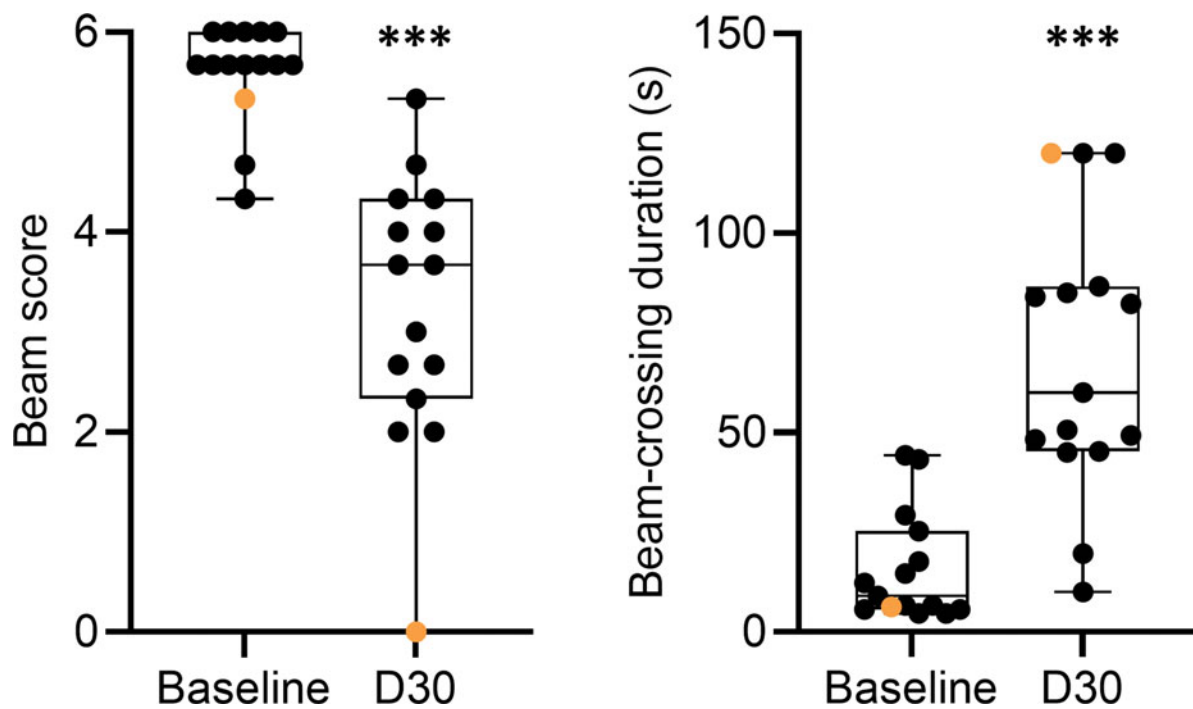 Beam score
6
4
2
0
***
Baseline
D30
Beam-crossing duration (s)
150
100
50
0
***
Baseline
D30